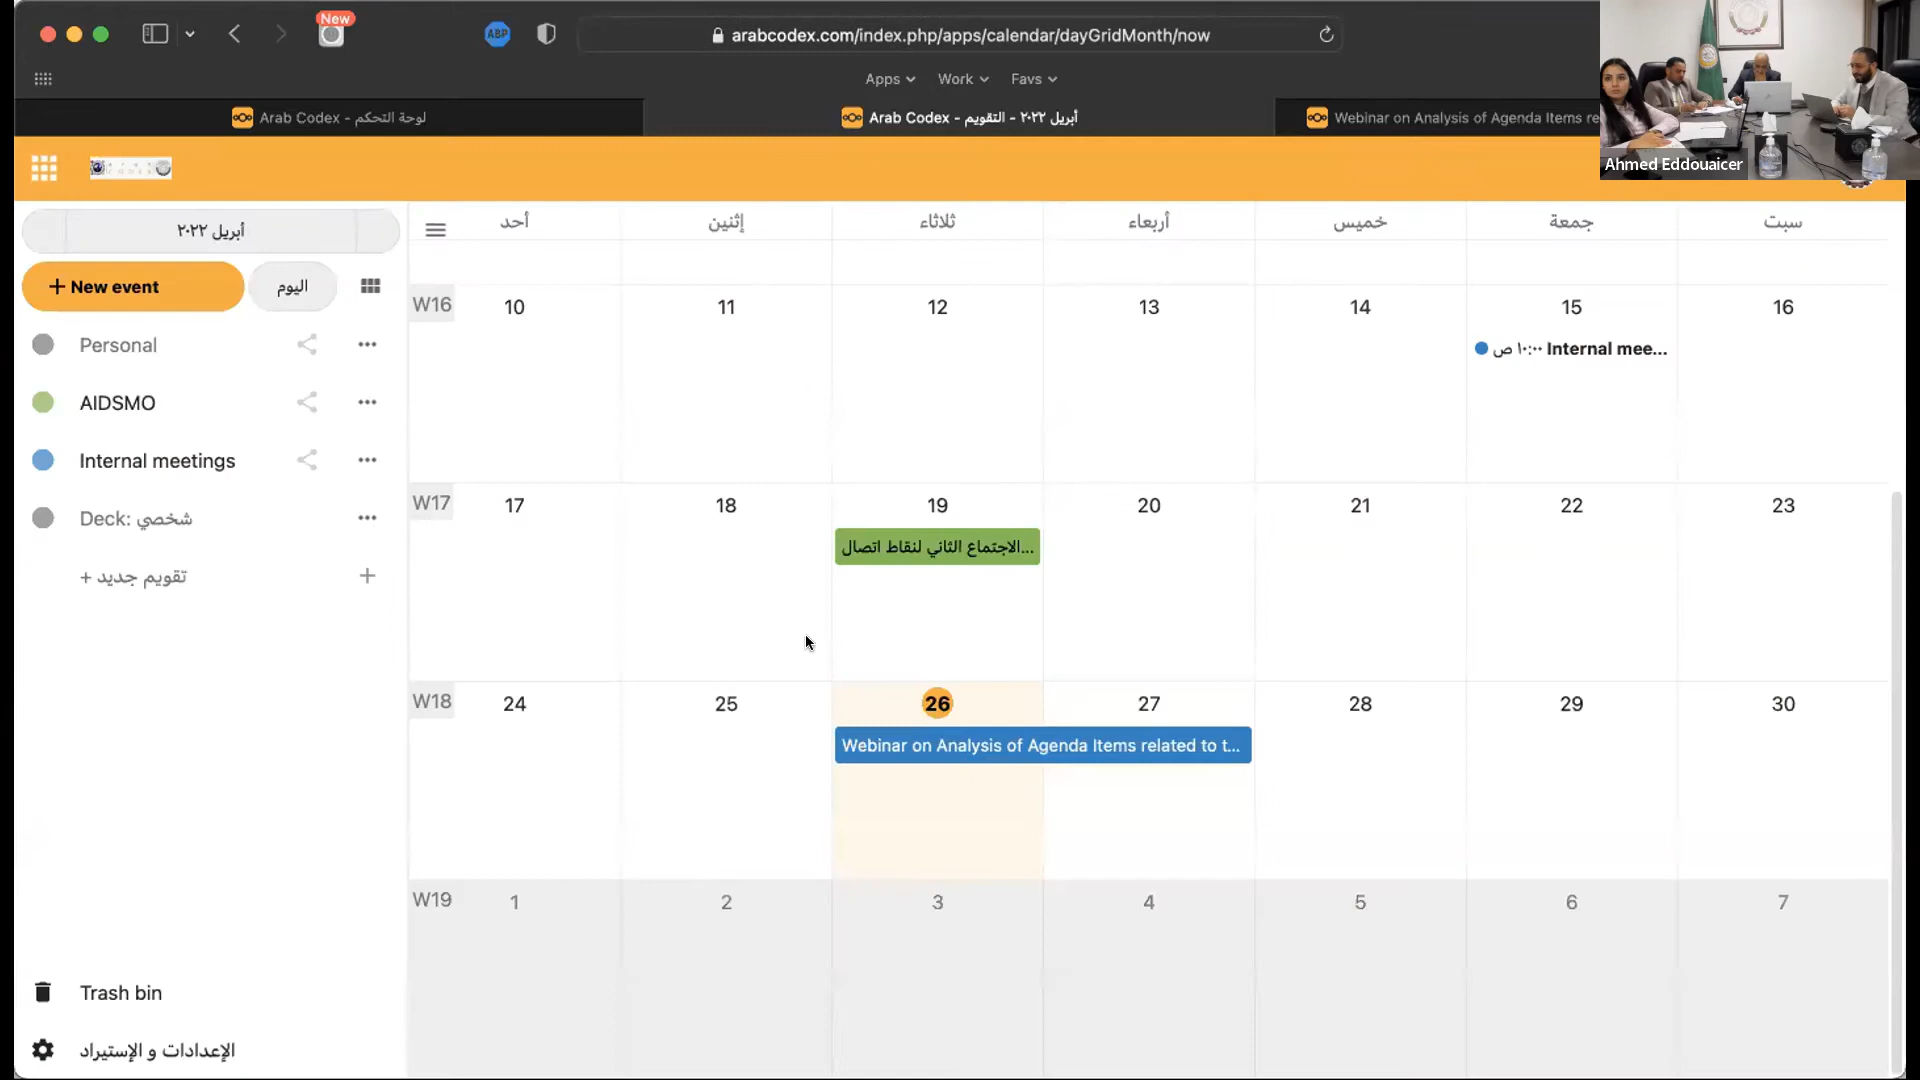 New
ABP
arabcodex.com/index.php/apps/calendar/dayGridMonth/now
Apps
Work
Favs
Arab Codex - لوحة التحكم
أبريل ٢٠٢٢ - التقويم - Arab Codex
Webinar on Analysis of Agenda Items re
Ahmed Eddouaicer
أبريل ٢٠٢٢
+ New event
اليوم
Personal
AIDSMO
Internal meetings
Deck: شخصي
+ تقويم جديد
Trash bin
الإعدادات و الإستيراد
أحد
إثنين
ثلاثاء
أربعاء
خميس
جمعة
سبت
W16
10
11
12
13
14
15
16
١٠:٠٠ ص Internal mee...
W17
17
18
19
20
21
22
23
الاجتماع الثاني لنقاط اتصال...
W18
24
25
26
27
28
29
30
Webinar on Analysis of Agenda Items related to t...
W19
1
2
3
4
5
6
7